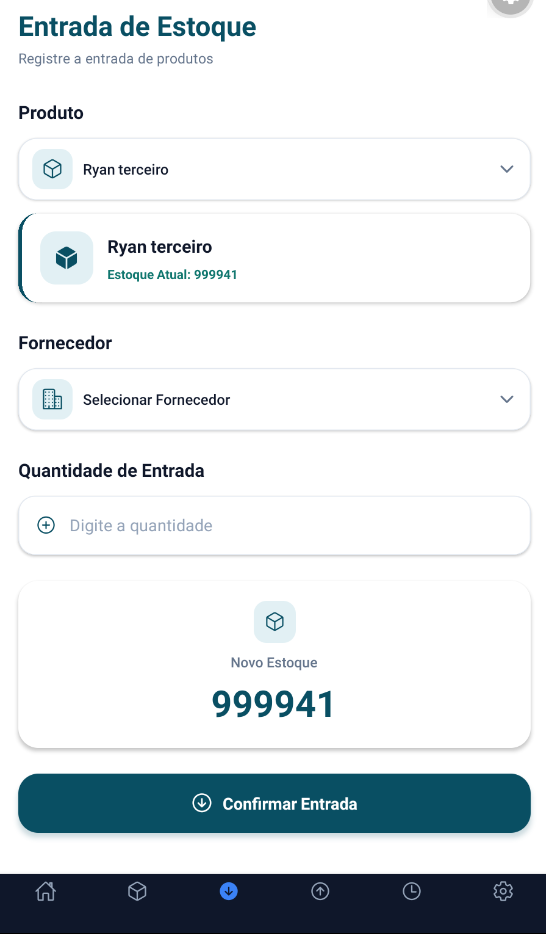 Entrada de Estoque
Registre a entrada de produtos
Produto
Ryan terceiro
Ryan terceiro
Estoque Atual: 999941
Fornecedor
Selecionar Fornecedor
Quantidade de Entrada
Digite a quantidade
Novo Estoque
999941
Confirmar Entrada